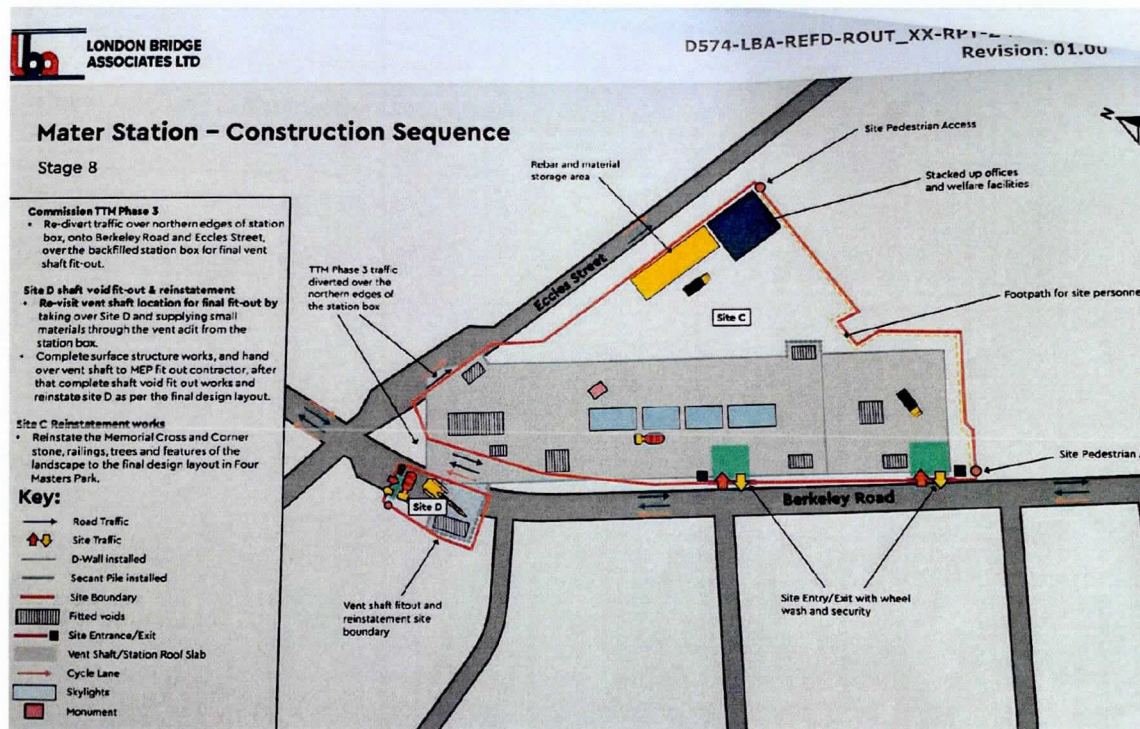 lba
LONDON BRIDGE
ASSOCIATES LTD
D574-LBA-REFD-ROUT_XX-RPT-Z
Revision: 01.00
Mater Station – Construction Sequence
Stage 8
Commission TTM Phase 3
• Re-divert traffic over northern edges of station
box, onto Berkeley Road and Eccles Street,
over the backfilled station box for final vent
shaft fit-out.
Site D shaft void fit-out & reinstatement
• Re-visit vent shaft location for final fit-out by
taking over Site D and supplying small
materials through the vent adit from the
station box.
• Complete surface structure works, and hand
over vent shaft to MEP fit out contractor, after
that complete shaft void fit out works and
reinstate site D as per the final design layout.
Site C Reinstatement works
• Reinstate the Memorial Cross and Corner
stone, railings, trees and features of the
landscape to the final design layout in Four
Masters Park.
Key:
Road Traffic
Site Traffic
D-Wall installed
Secant Pile installed
Site Boundary
Fitted voids
Site Entrance/Exit
Vent Shaft/Station Roof Slab
Cycle Lane
Skylights
Monument
N
Site Pedestrian Access
Rebar and material
storage area
Stacked up offices
and welfare facilities
TTM Phase 3 traffic
diverted over the
northern edges of
the station box
Eccles Street
Site C
Footpath for site personne
Site Pedestrian A
Site D
Berkeley Road
Vent shaft fitout and
reinstatement site
boundary
Site Entry/Exit with wheel
wash and security